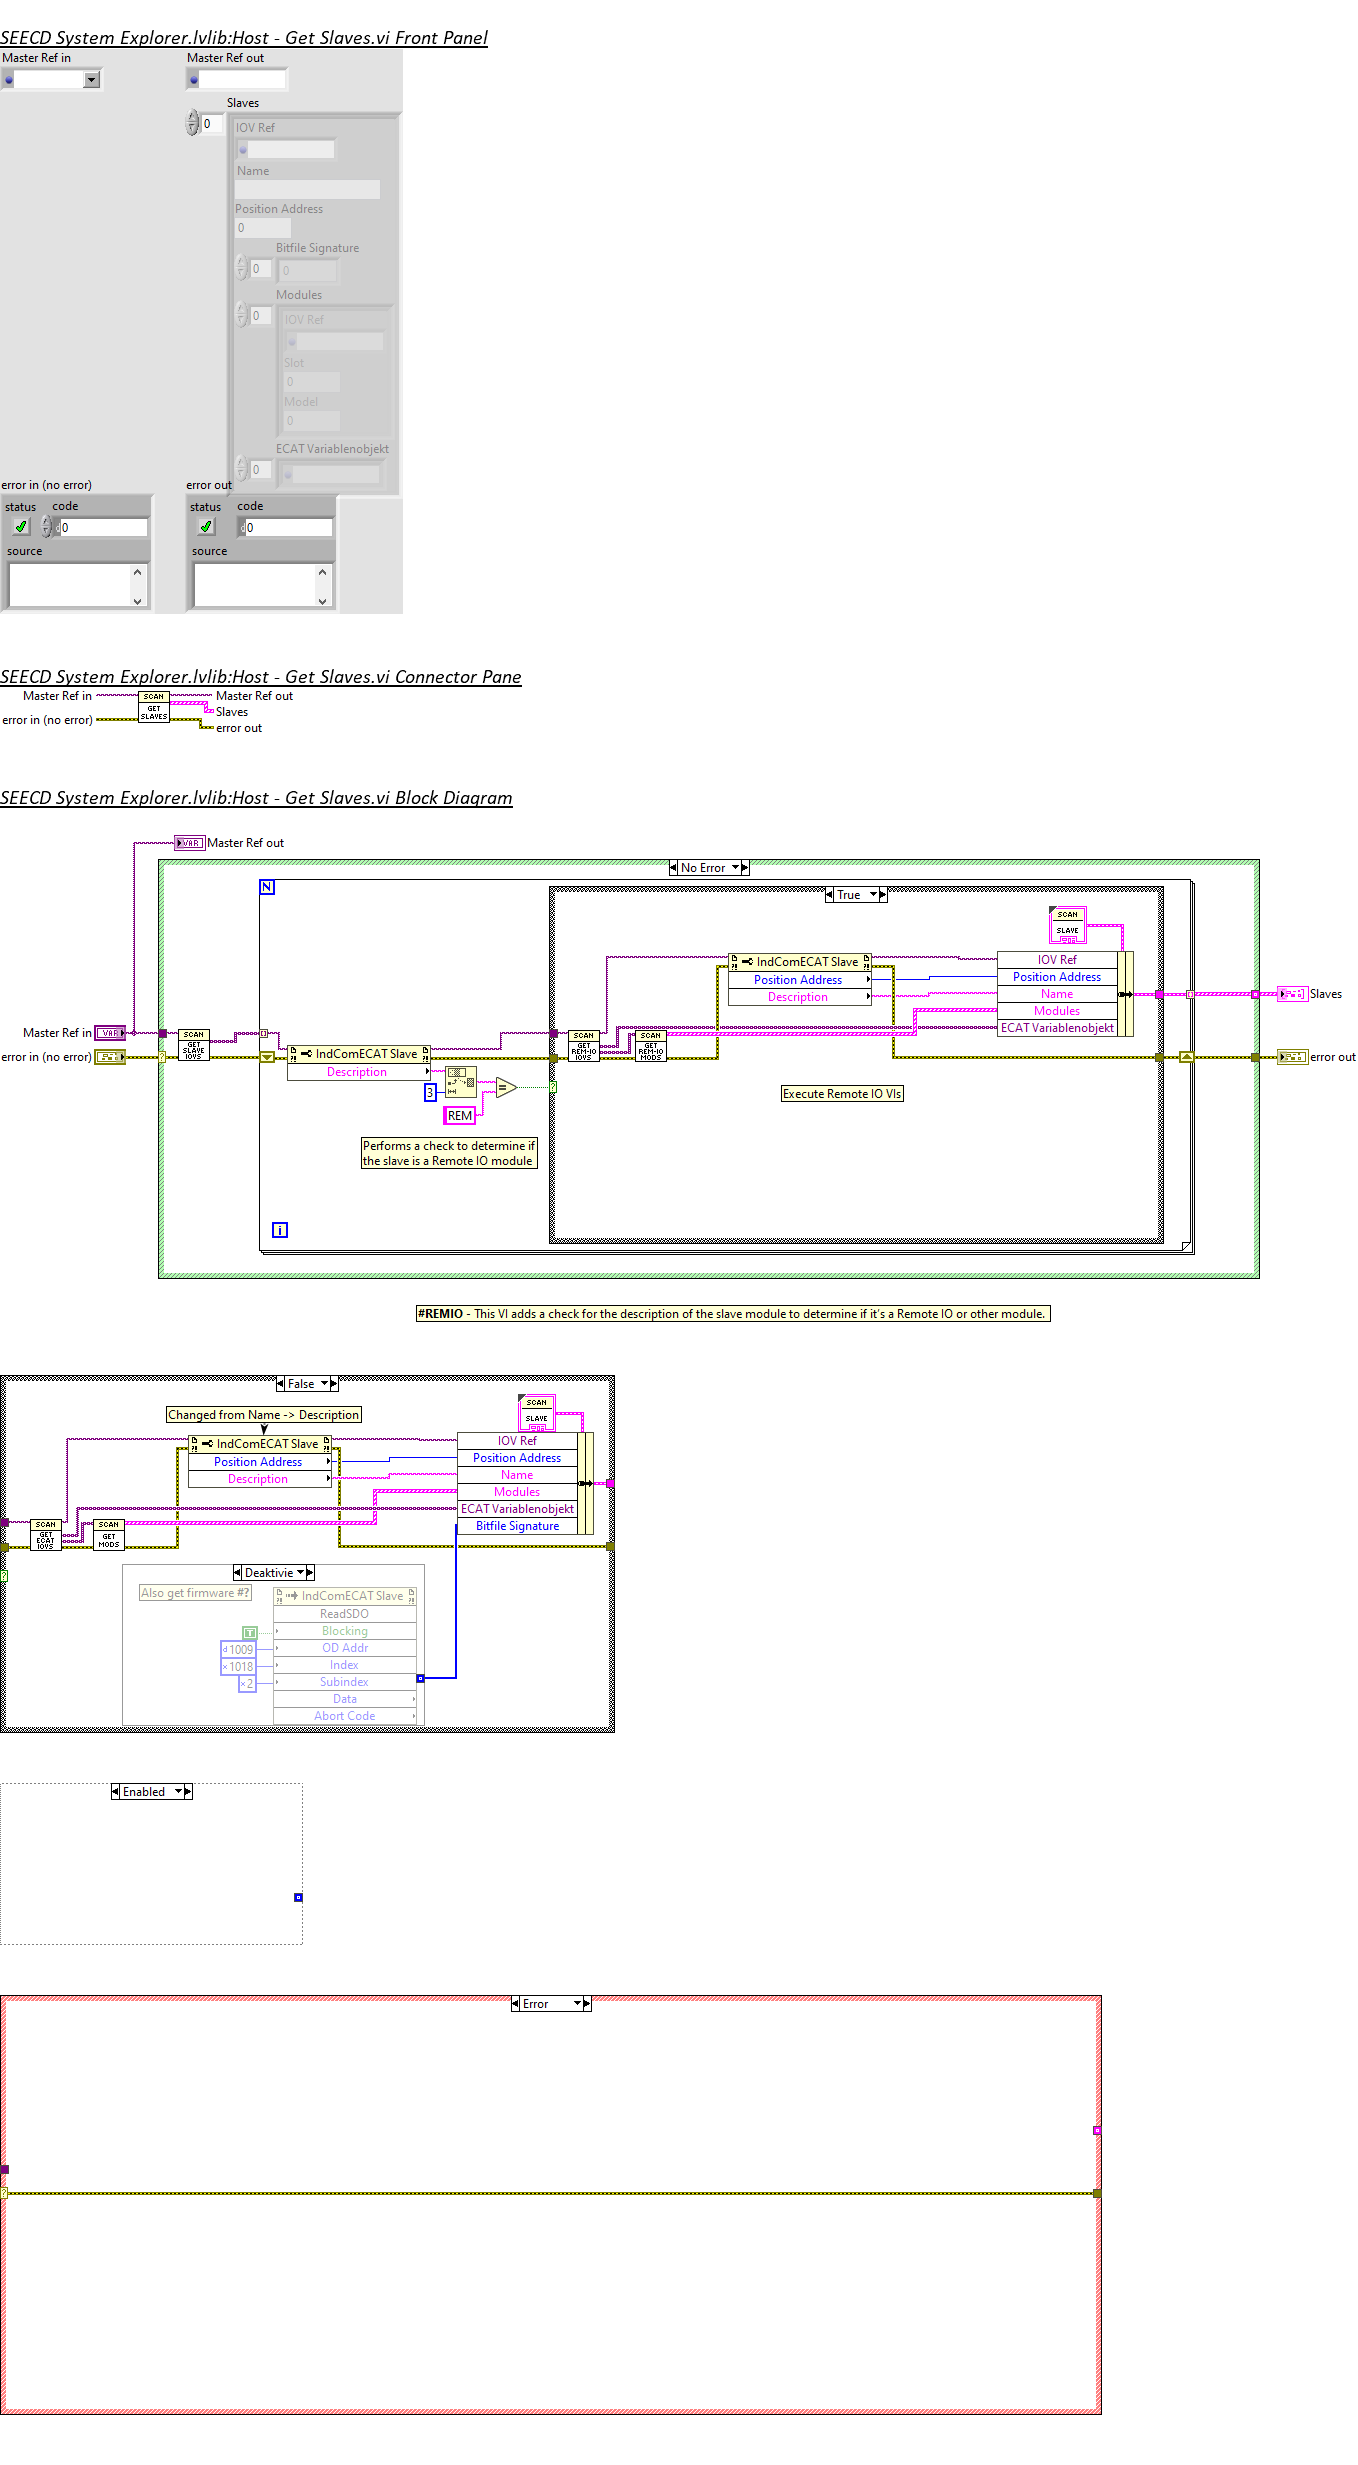 SEECD System Explorer.lvlib:Host - Get Slaves.vi Front Panel
Master Ref in
Master Ref out
Slaves
0
IOV Ref
Name
Position Address
0
Bitfile Signature
0
0
Modules
0
IOV Ref
Slot
0
Model
0
ECAT Variablenobjekt
0
error in (no error)
status
code
d 0
source
error out
status
code
d 0
source
SEECD System Explorer.lvlib:Host - Get Slaves.vi Connector Pane
Master Ref in
SCAN
GET
SLAVES
Master Ref out
Slaves
error in (no error)
error out
SEECD System Explorer.lvlib:Host - Get Slaves.vi Block Diagram
VAR
Master Ref out
No Error
N
True
SCAN
SLAVE
IndComECAT Slave
Position Address
Description
IOV Ref
Position Address
Name
Modules
ECAT Variablenobjekt
Slaves
Master Ref in
VAR
error in (no error)
SCAN
GET
SLAVE
IOVS
IndComECAT Slave
Description
3
REM
=
?
SCAN
GET
REM-IO
IOVS
SCAN
GET
REM-IO
MODS
error out
Execute Remote IO VIs
Performs a check to determine if
the slave is a Remote IO module
i
#REMIO - This VI adds a check for the description of the slave module to determine if it's a Remote IO or other module.
False
Changed from Name -> Description
SCAN
SLAVE
IndComECAT Slave
Position Address
Description
IOV Ref
Position Address
Name
Modules
ECAT Variablenobjekt
Bitfile Signature
SCAN
GET
ECAT
IOVS
SCAN
GET
MODS
?
Deaktivie
Also get firmware #?
IndComECAT Slave
ReadSDO
T
Blocking
d 1009
OD Addr
x 1018
Index
x 2
Subindex
Data
Abort Code
Enabled
Error
?